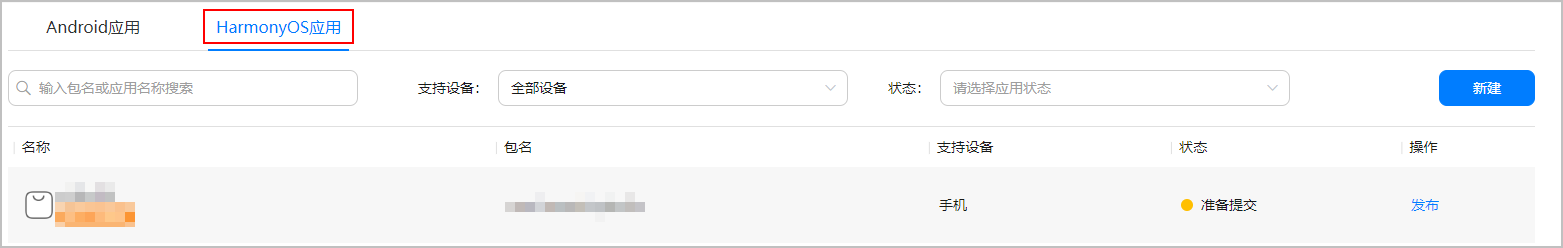 Android应用 HarmonyOS应用
输入包名或应用名称搜索 支持设备: 全部设备 状态: 请选择应用状态 新建
名称 包名 支持设备 状态 操作
手机 准备提交 发布